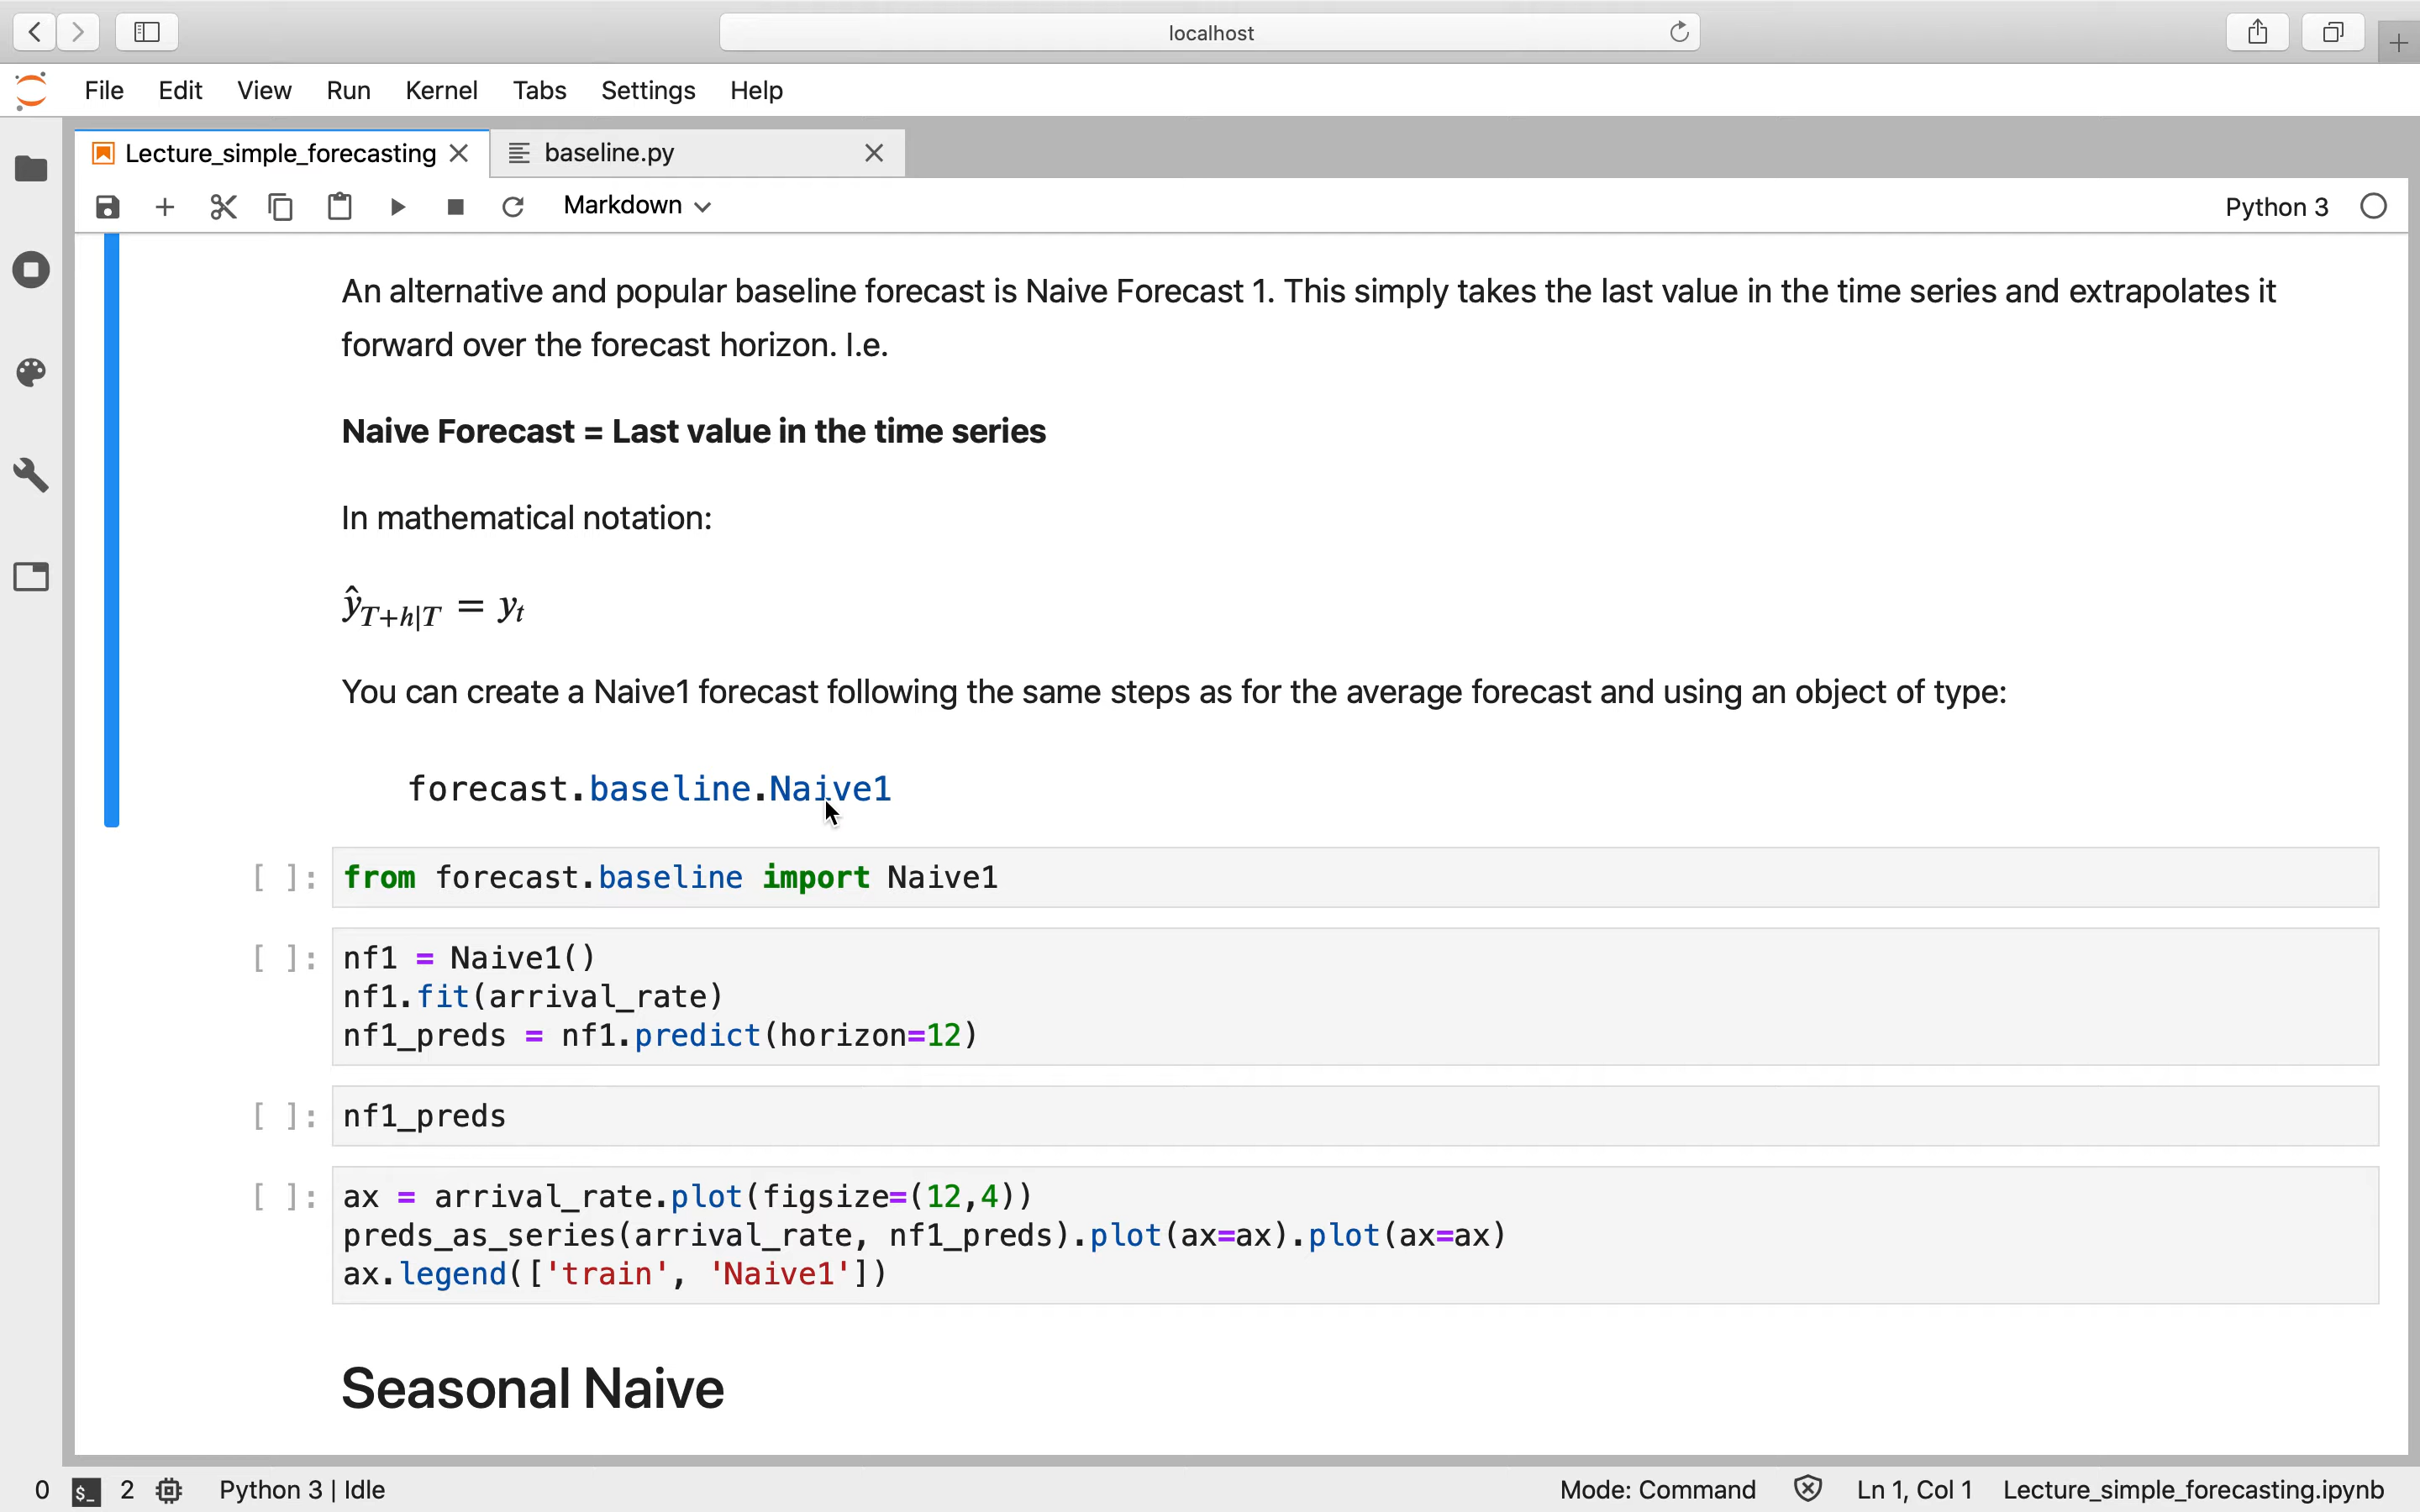 localhost
File Edit View Run Kernel Tabs Settings Help
Lecture_simple_forecasting baseline.py
Markdown Python 3
An alternative and popular baseline forecast is Naive Forecast 1. This simply takes the last value in the time series and extrapolates it
forward over the forecast horizon. I.e.
Naive Forecast = Last value in the time series
In mathematical notation:
ŷ_{T+h|T} = y_t
You can create a Naive1 forecast following the same steps as for the average forecast and using an object of type:
forecast.baseline.Naive1
[ ]: from forecast.baseline import Naive1
[ ]: nf1 = Naive1()
nf1.fit(arrival_rate)
nf1_preds = nf1.predict(horizon=12)
[ ]: nf1_preds
[ ]: ax = arrival_rate.plot(figsize=(12,4))
preds_as_series(arrival_rate, nf1_preds).plot(ax=ax).plot(ax=ax)
ax.legend(['train', 'Naive1'])
Seasonal Naive
0 $_ 2 Python 3 | Idle Mode: Command Ln 1, Col 1 Lecture_simple_forecasting.ipynb